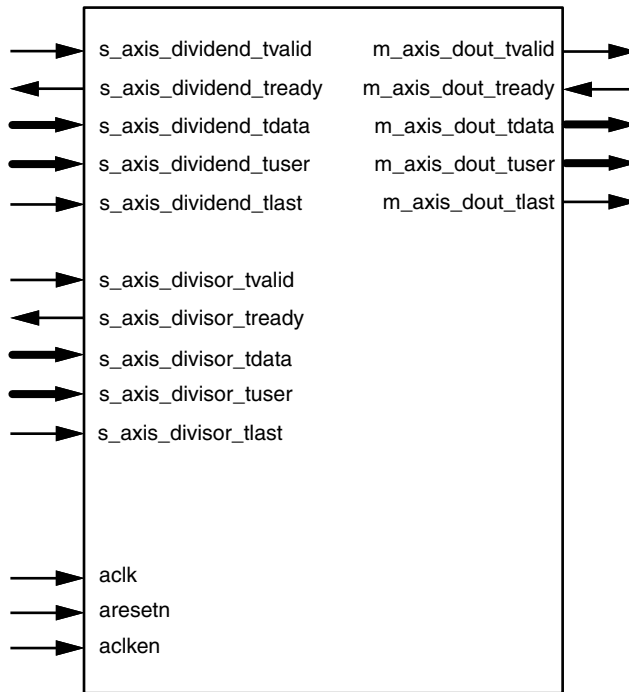 s_axis_dividend_tvalid
s_axis_dividend_tready
s_axis_dividend_tdata
s_axis_dividend_tuser
s_axis_dividend_tlast
s_axis_divisor_tvalid
s_axis_divisor_tready
s_axis_divisor_tdata
s_axis_divisor_tuser
s_axis_divisor_tlast
aclk
aresetn
aclken
m_axis_dout_tvalid
m_axis_dout_tready
m_axis_dout_tdata
m_axis_dout_tuser
m_axis_dout_tlast